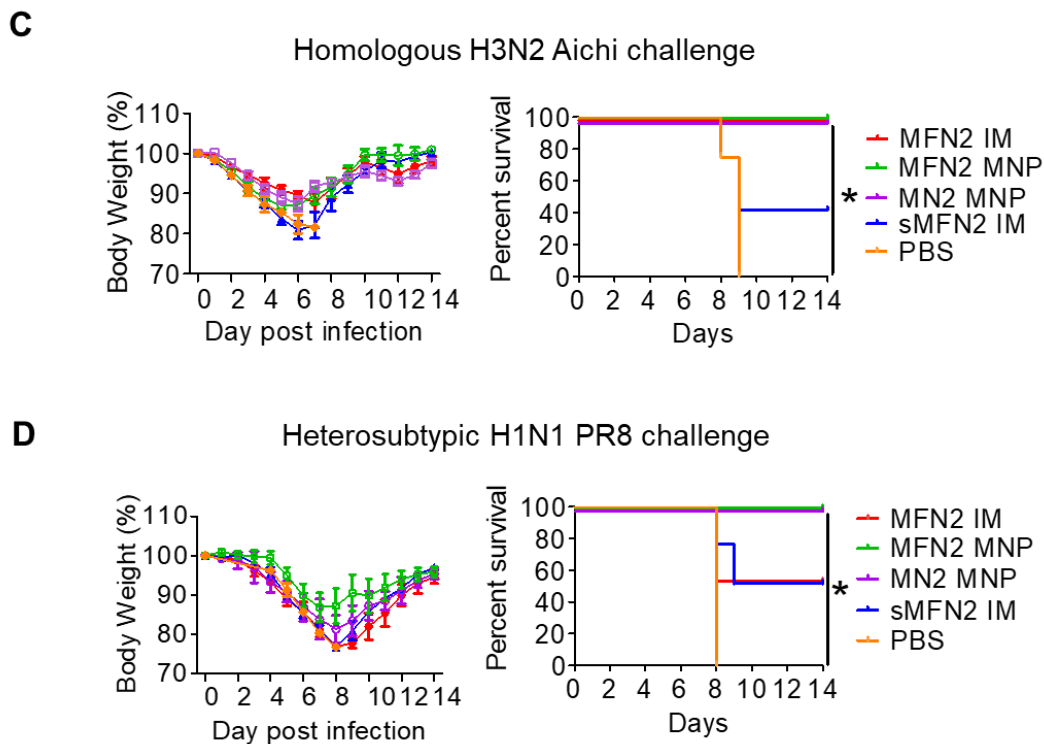 C
Homologous H3N2 Aichi challenge
Body Weight (%)
110
100
90
80
70
0 2 4 6 8 10 12 14
Day post infection
Percent survival
100
80
60
40
20
0
0 2 4 6 8 10 12 14
Days
MFN2 IM
MFN2 MNP
MN2 MNP
sMFN2 IM
PBS
*
D
Heterosubtypic H1N1 PR8 challenge
Body Weight (%)
110
100
90
80
70
0 2 4 6 8 10 12 14
Day post infection
Percent survival
100
80
60
40
20
0
0 2 4 6 8 10 12 14
Days
MFN2 IM
MFN2 MNP
MN2 MNP
sMFN2 IM
PBS
*